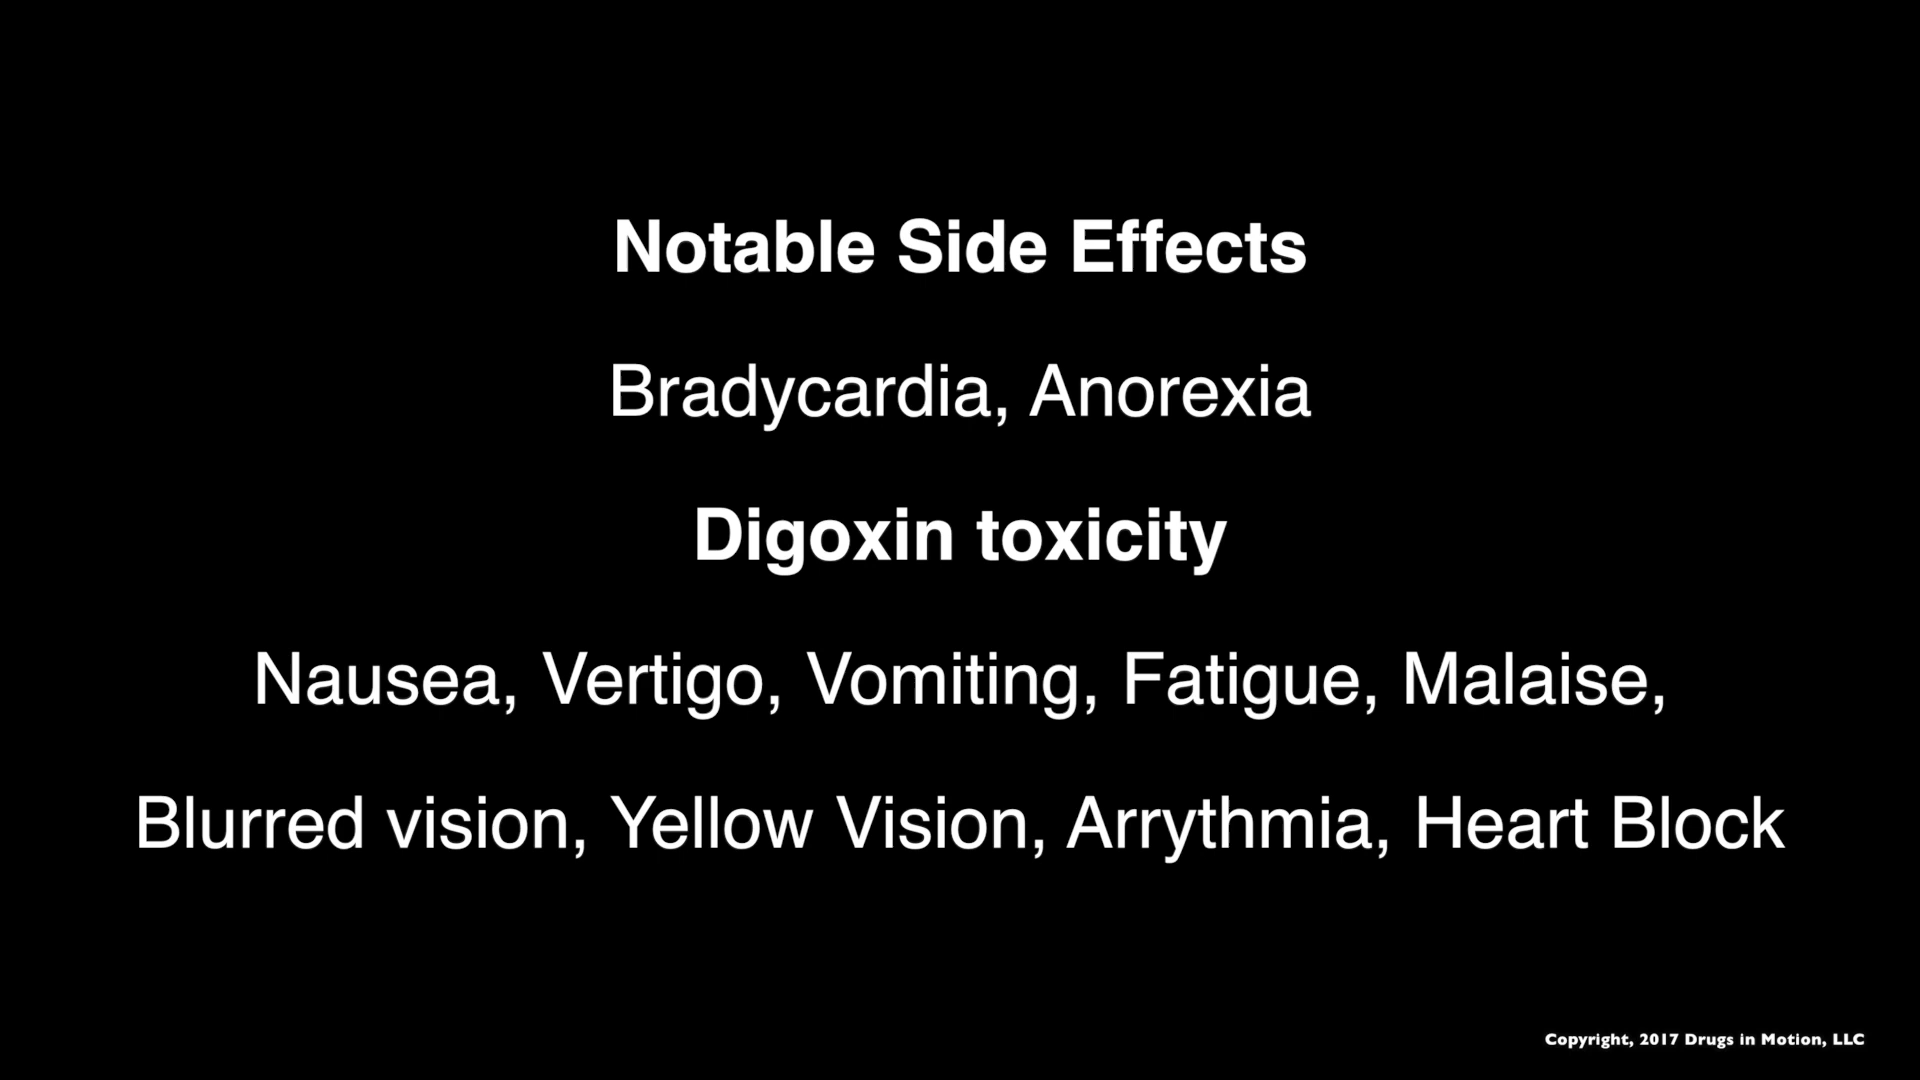 Notable Side Effects
Bradycardia, Anorexia
Digoxin toxicity
Nausea, Vertigo, Vomiting, Fatigue, Malaise,
Blurred vision, Yellow Vision, Arrythmia, Heart Block
Copyright, 2017 Drugs in Motion, LLC